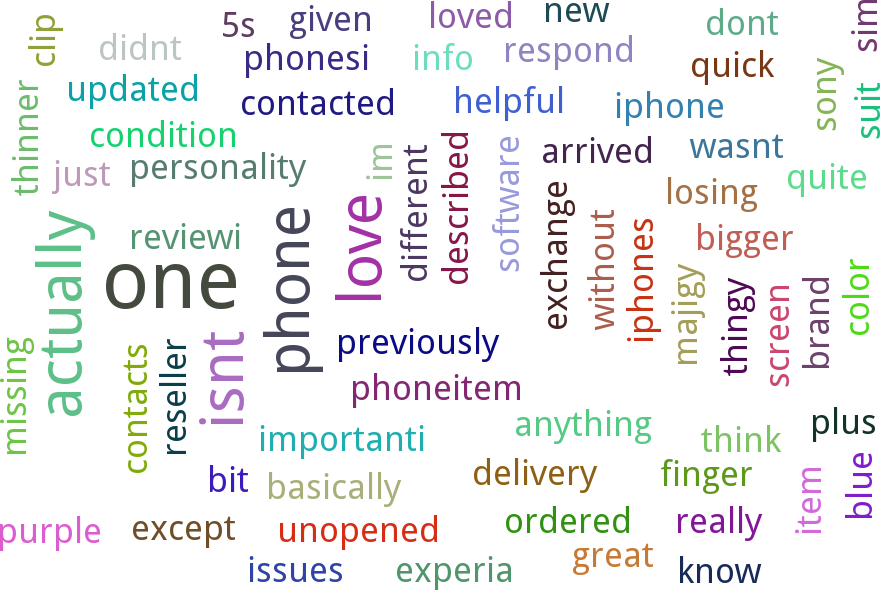 5s
given
loved
new
dont
sim
clip
didnt
phonesi
info
respond
quick
updated
contacted
helpful
iphone
sony
suit
thinner
condition
just
personality
im
different
described
software
arrived
wasnt
losing
quite
actually
reviewi
one
phone
love
exchange
without
iphones
bigger
majigy
thingy
screen
brand
color
missing
contacts
reseller
isnt
previously
phoneitem
importanti
anything
think
plus
bit
basically
delivery
finger
item
blue
purple
except
unopened
ordered
really
issues
experia
great
know